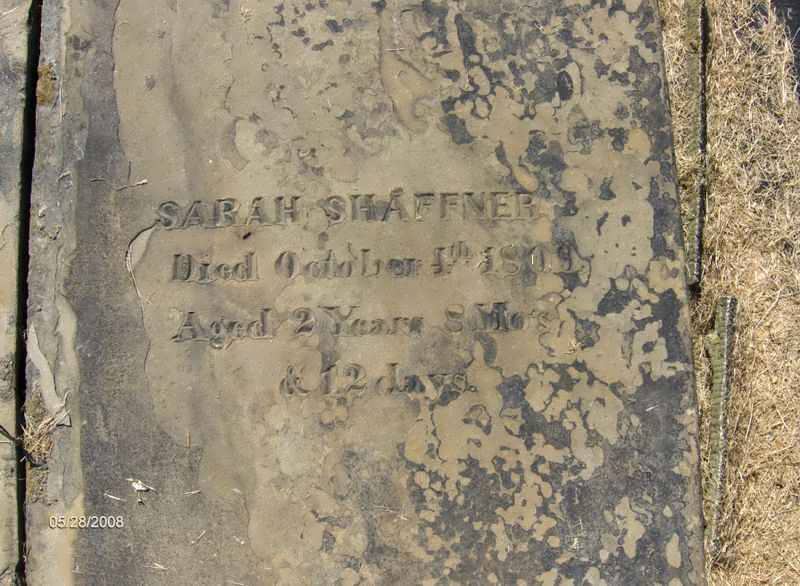 SARAH SHAFFNER
Died October 4th
Aged 2 Years 8 Mo's
& 12 days.
05/28/2008